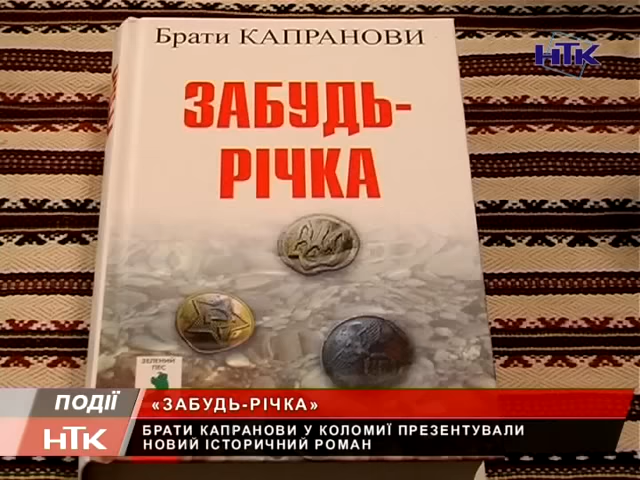 Брати КАПРАНОВИ
НТК
ЗАБУДЬ-
РІЧКА
ЗЕЛЕНИЙ
ПЕС
ПОДІЇ
«ЗАБУДЬ-РІЧКА»
НТК
БРАТИ КАПРАНОВИ У КОЛОМИЇ ПРЕЗЕНТУВАЛИ
НОВИЙ ІСТОРИЧНИЙ РОМАН